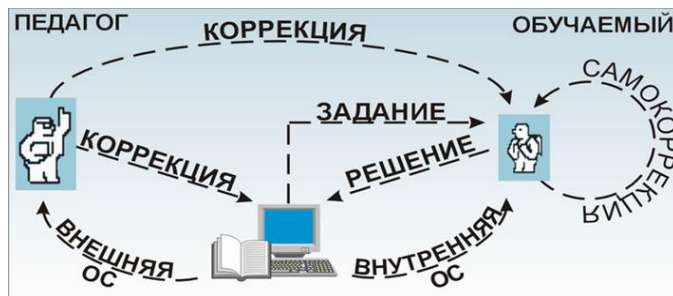 ПЕДАГОГ
КОРРЕКЦИЯ
ОБУЧАЕМЫЙ
САМОКОРРЕКЦИЯ
ЗАДАНИЕ
КОРРЕКЦИЯ
РЕШЕНИЕ
ВНЕШНЯЯ
ОС
ВНУТРЕННЯЯ
ОС